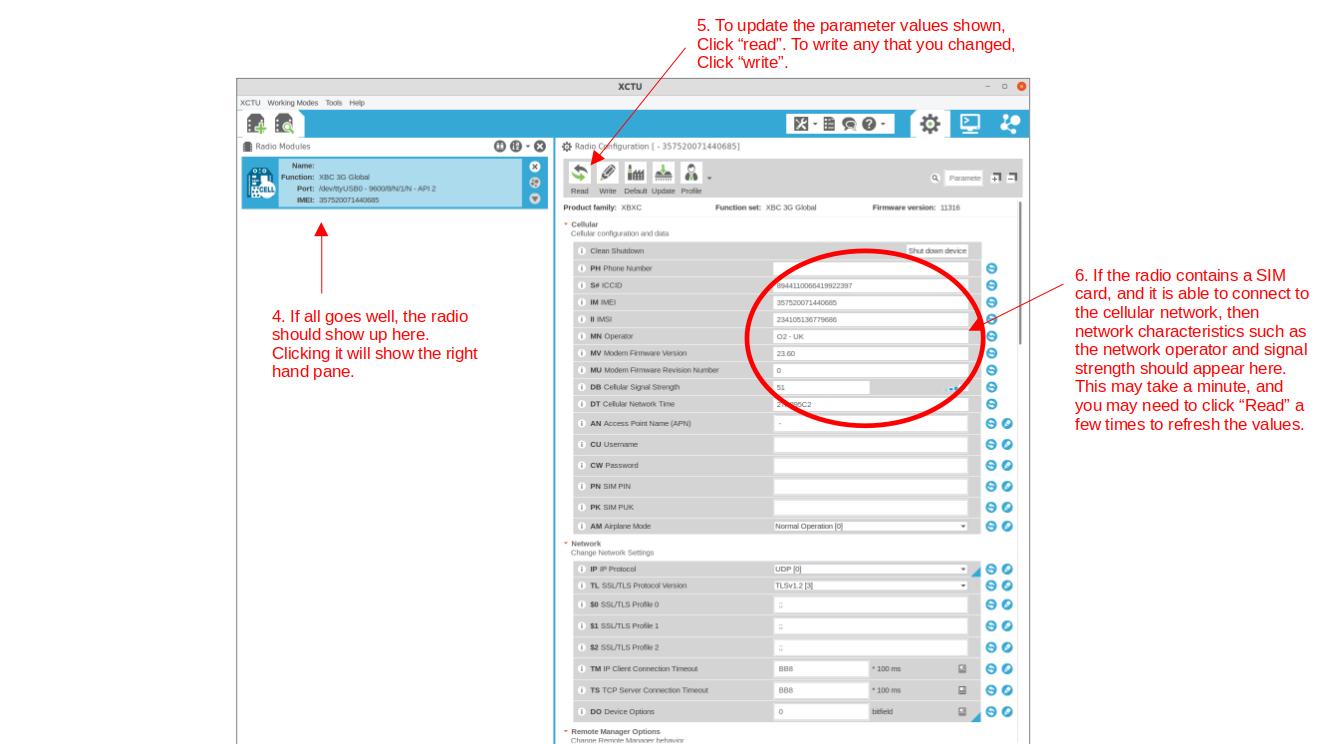 5. To update the parameter values shown,
Click “read”. To write any that you changed,
Click “write”.
XCTU
XCTU Working Modes Tools Help
Radio Modules
Name:
Function: XBC 3G Global
Port: /dev/ttyUSB0 - 9600/8/N/1/N - API 2
IMEI: 357520071440685
CELL
4. If all goes well, the radio
should show up here.
Clicking it will show the right
hand pane.
Radio Configuration [ - 357520071440685]
Read Write Default Update Profile
Paramete
Product family: XBXC Function set: XBC 3G Global Firmware version: 11316
Cellular
Cellular configuration and data
Clean Shutdown Shut down device
PH Phone Number
S# ICCID 8944110066419922397
IM IMEI 357520071440685
II IMSI 234105136779686
MN Operator O2 - UK
MV Modem Firmware Version 23.60
MU Modem Firmware Revision Number 0
DB Cellular Signal Strength 51
DT Cellular Network Time
AN Access Point Name (APN) -
CU Username
CW Password
PN SIM PIN
PK SIM PUK
AM Airplane Mode Normal Operation [0]
Network
Change Network Settings
IP IP Protocol UDP [0]
TL SSL/TLS Protocol Version TLSv1.2 [3]
$0 SSL/TLS Profile 0 ;;
$1 SSL/TLS Profile 1 ;;
$2 SSL/TLS Profile 2 ;;
TM IP Client Connection Timeout BB8 * 100 ms
TS TCP Server Connection Timeout BB8 * 100 ms
DO Device Options 0 bitfield
Remote Manager Options
Change Remote Manager behavior
6. If the radio contains a SIM
card, and it is able to connect to
the cellular network, then
network characteristics such as
the network operator and signal
strength should appear here.
This may take a minute, and
you may need to click “Read” a
few times to refresh the values.